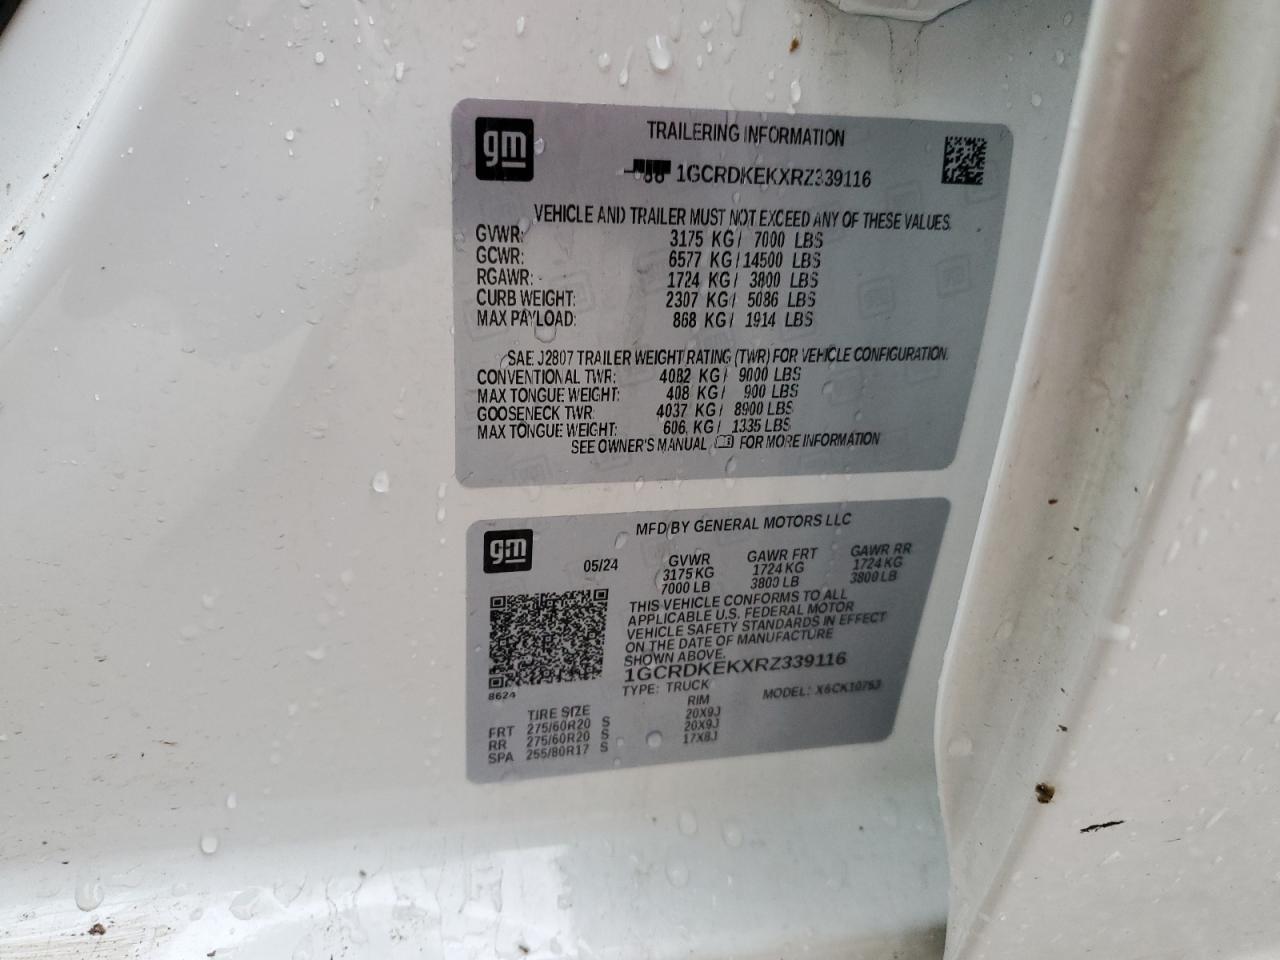 gm
TRAILERING INFORMATION
1GCRDKEKXRZ339116
VEHICLE AND TRAILER MUST NOT EXCEED ANY OF THESE VALUES.
GVWR: 3175 KG/ 7000 LBS
GCWR: 6577 KG/ 14500 LBS
RGAWR: 1724 KG/ 3800 LBS
CURB WEIGHT: 2307 KG/ 5086 LBS
MAX PAYLOAD: 868 KG/ 1914 LBS
SAE J2807 TRAILER WEIGHT RATING (TWR) FOR VEHICLE CONFIGURATION.
CONVENTIONAL TWR: 4082 KG/ 9000 LBS
MAX TONGUE WEIGHT: 408 KG/ 900 LBS
GOOSENECK TWR: 4037 KG/ 8900 LBS
MAX TONGUE WEIGHT: 606 KG/ 1335 LBS
SEE OWNER'S MANUAL FOR MORE INFORMATION
gm
MFD BY GENERAL MOTORS LLC
05/24 GVWR GAWR FRT GAWR RR
3175 KG 1724 KG 1724 KG
7000 LB 3800 LB 3800 LB
THIS VEHICLE CONFORMS TO ALL
APPLICABLE U.S. FEDERAL MOTOR
VEHICLE SAFETY STANDARDS IN EFFECT
ON THE DATE OF MANUFACTURE
SHOWN ABOVE.
1GCRDKEKXRZ339116
8624
TYPE: TRUCK MODEL: X6CK10753
TIRE SIZE RIM
FRT 275/60R20 S 20X9J
RR 275/60R20 S 20X9J
SPA 255/80R17 S 17X8J